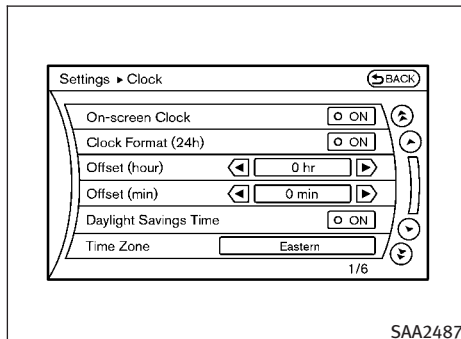 Settings ▸ Clock BACK
On-screen Clock ON
Clock Format (24h) ON
Offset (hour) 0 hr
Offset (min) 0 min
Daylight Savings Time ON
Time Zone Eastern
1/6
SAA2487